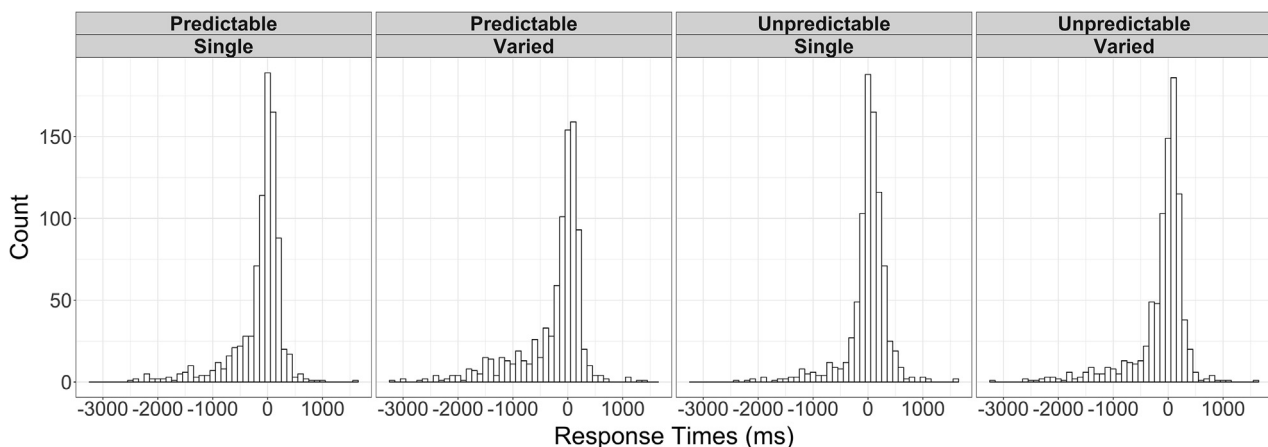 Predictable Predictable Unpredictable Unpredictable
Single Varied Single Varied
Count
150
100
50
0
-3000 -2000 -1000 0 1000 -3000 -2000 -1000 0 1000 -3000 -2000 -1000 0 1000 -3000 -2000 -1000 0 1000
Response Times (ms)